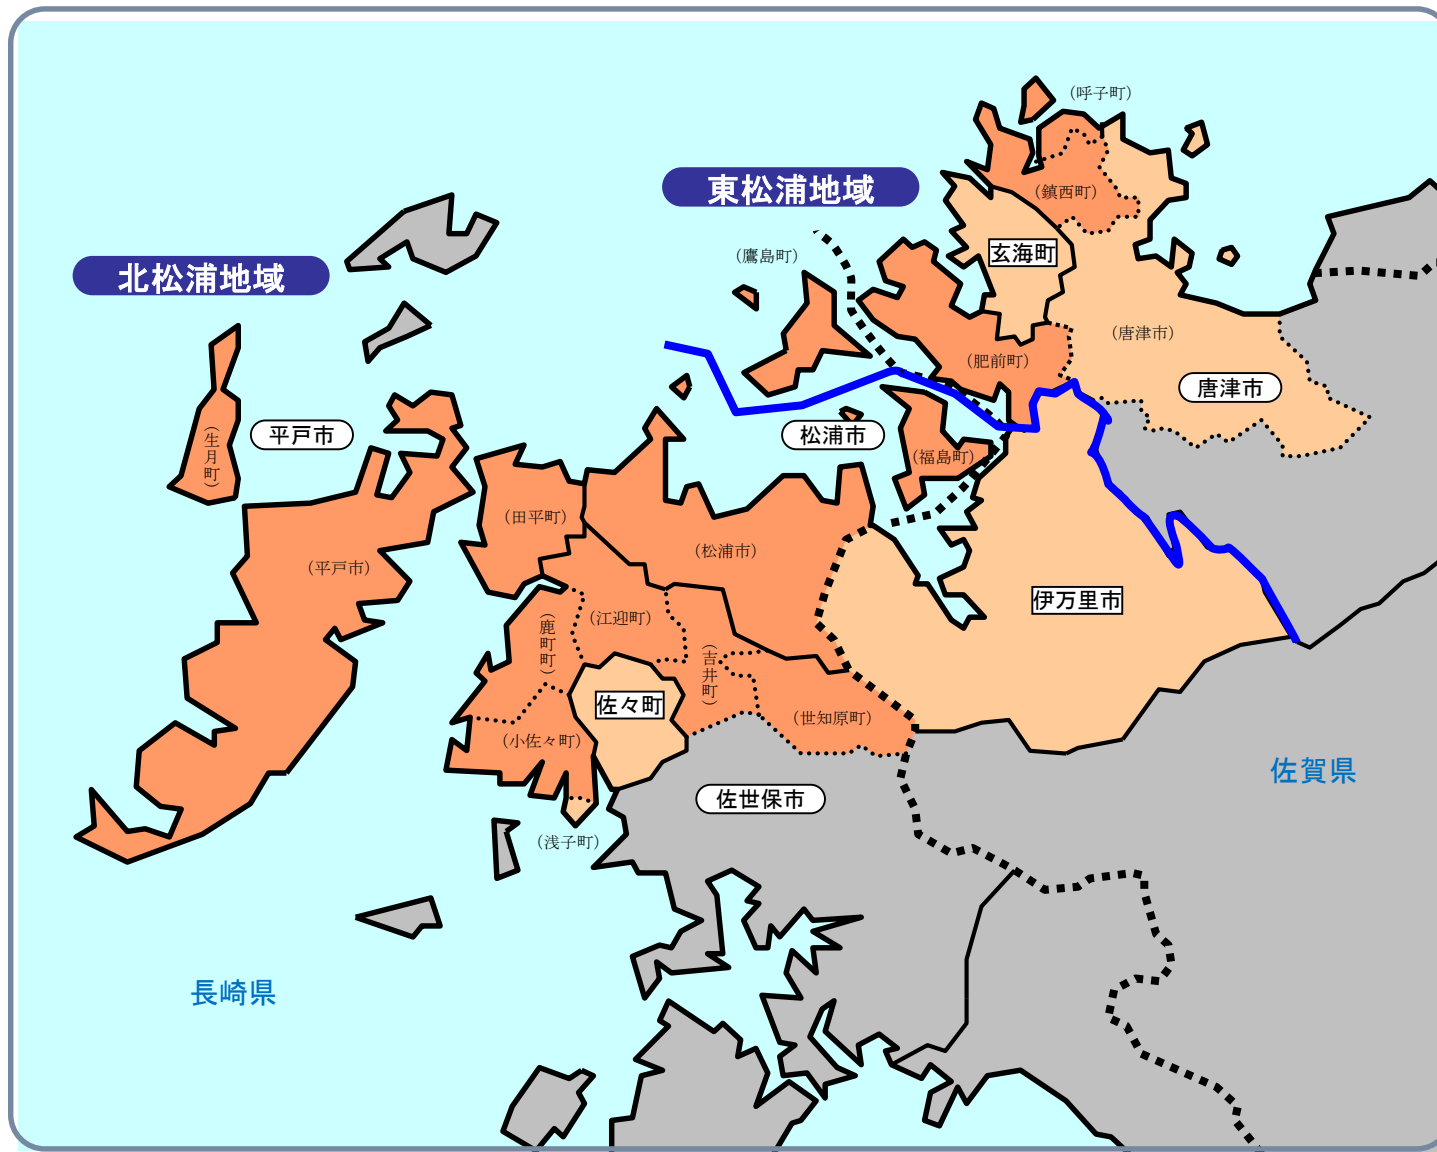 (呼子町)
東松浦地域
(鎮西町)
玄海町
(鷹島町)
北松浦地域
(唐津市)
(肥前町)
唐津市
平戸市
松浦市
(生月町)
(福島町)
(田平町)
(松浦市)
(平戸市)
伊万里市
(江迎町)
(鹿町町)
(吉井町)
佐々町
(世知原町)
(小佐々町)
佐賀県
佐世保市
(浅子町)
長崎県